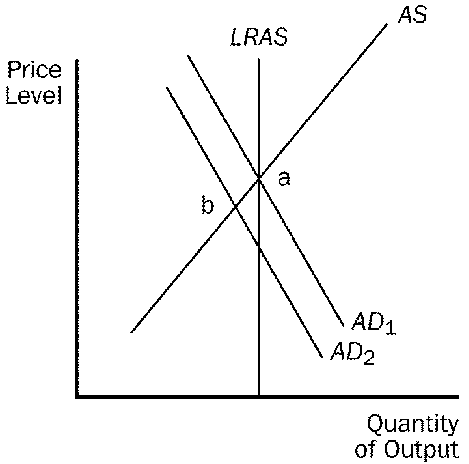 AS
LRAS
Price
Level
a
b
AD₁
AD₂
Quantity
of Output